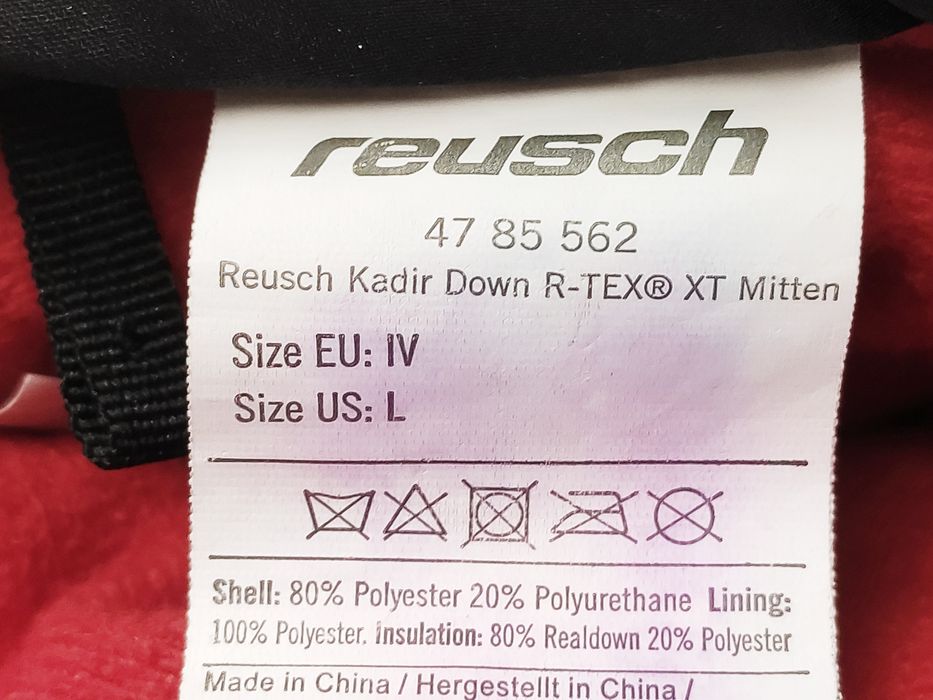 reusch
47 85 562
Reusch Kadir Down R-TEX® XT Mitten
Size EU: IV
Size US: L
Shell: 80% Polyester 20% Polyurethane Lining:
100% Polyester. Insulation: 80% Realdown 20% Polyester
Made in China / Hergestellt in China /